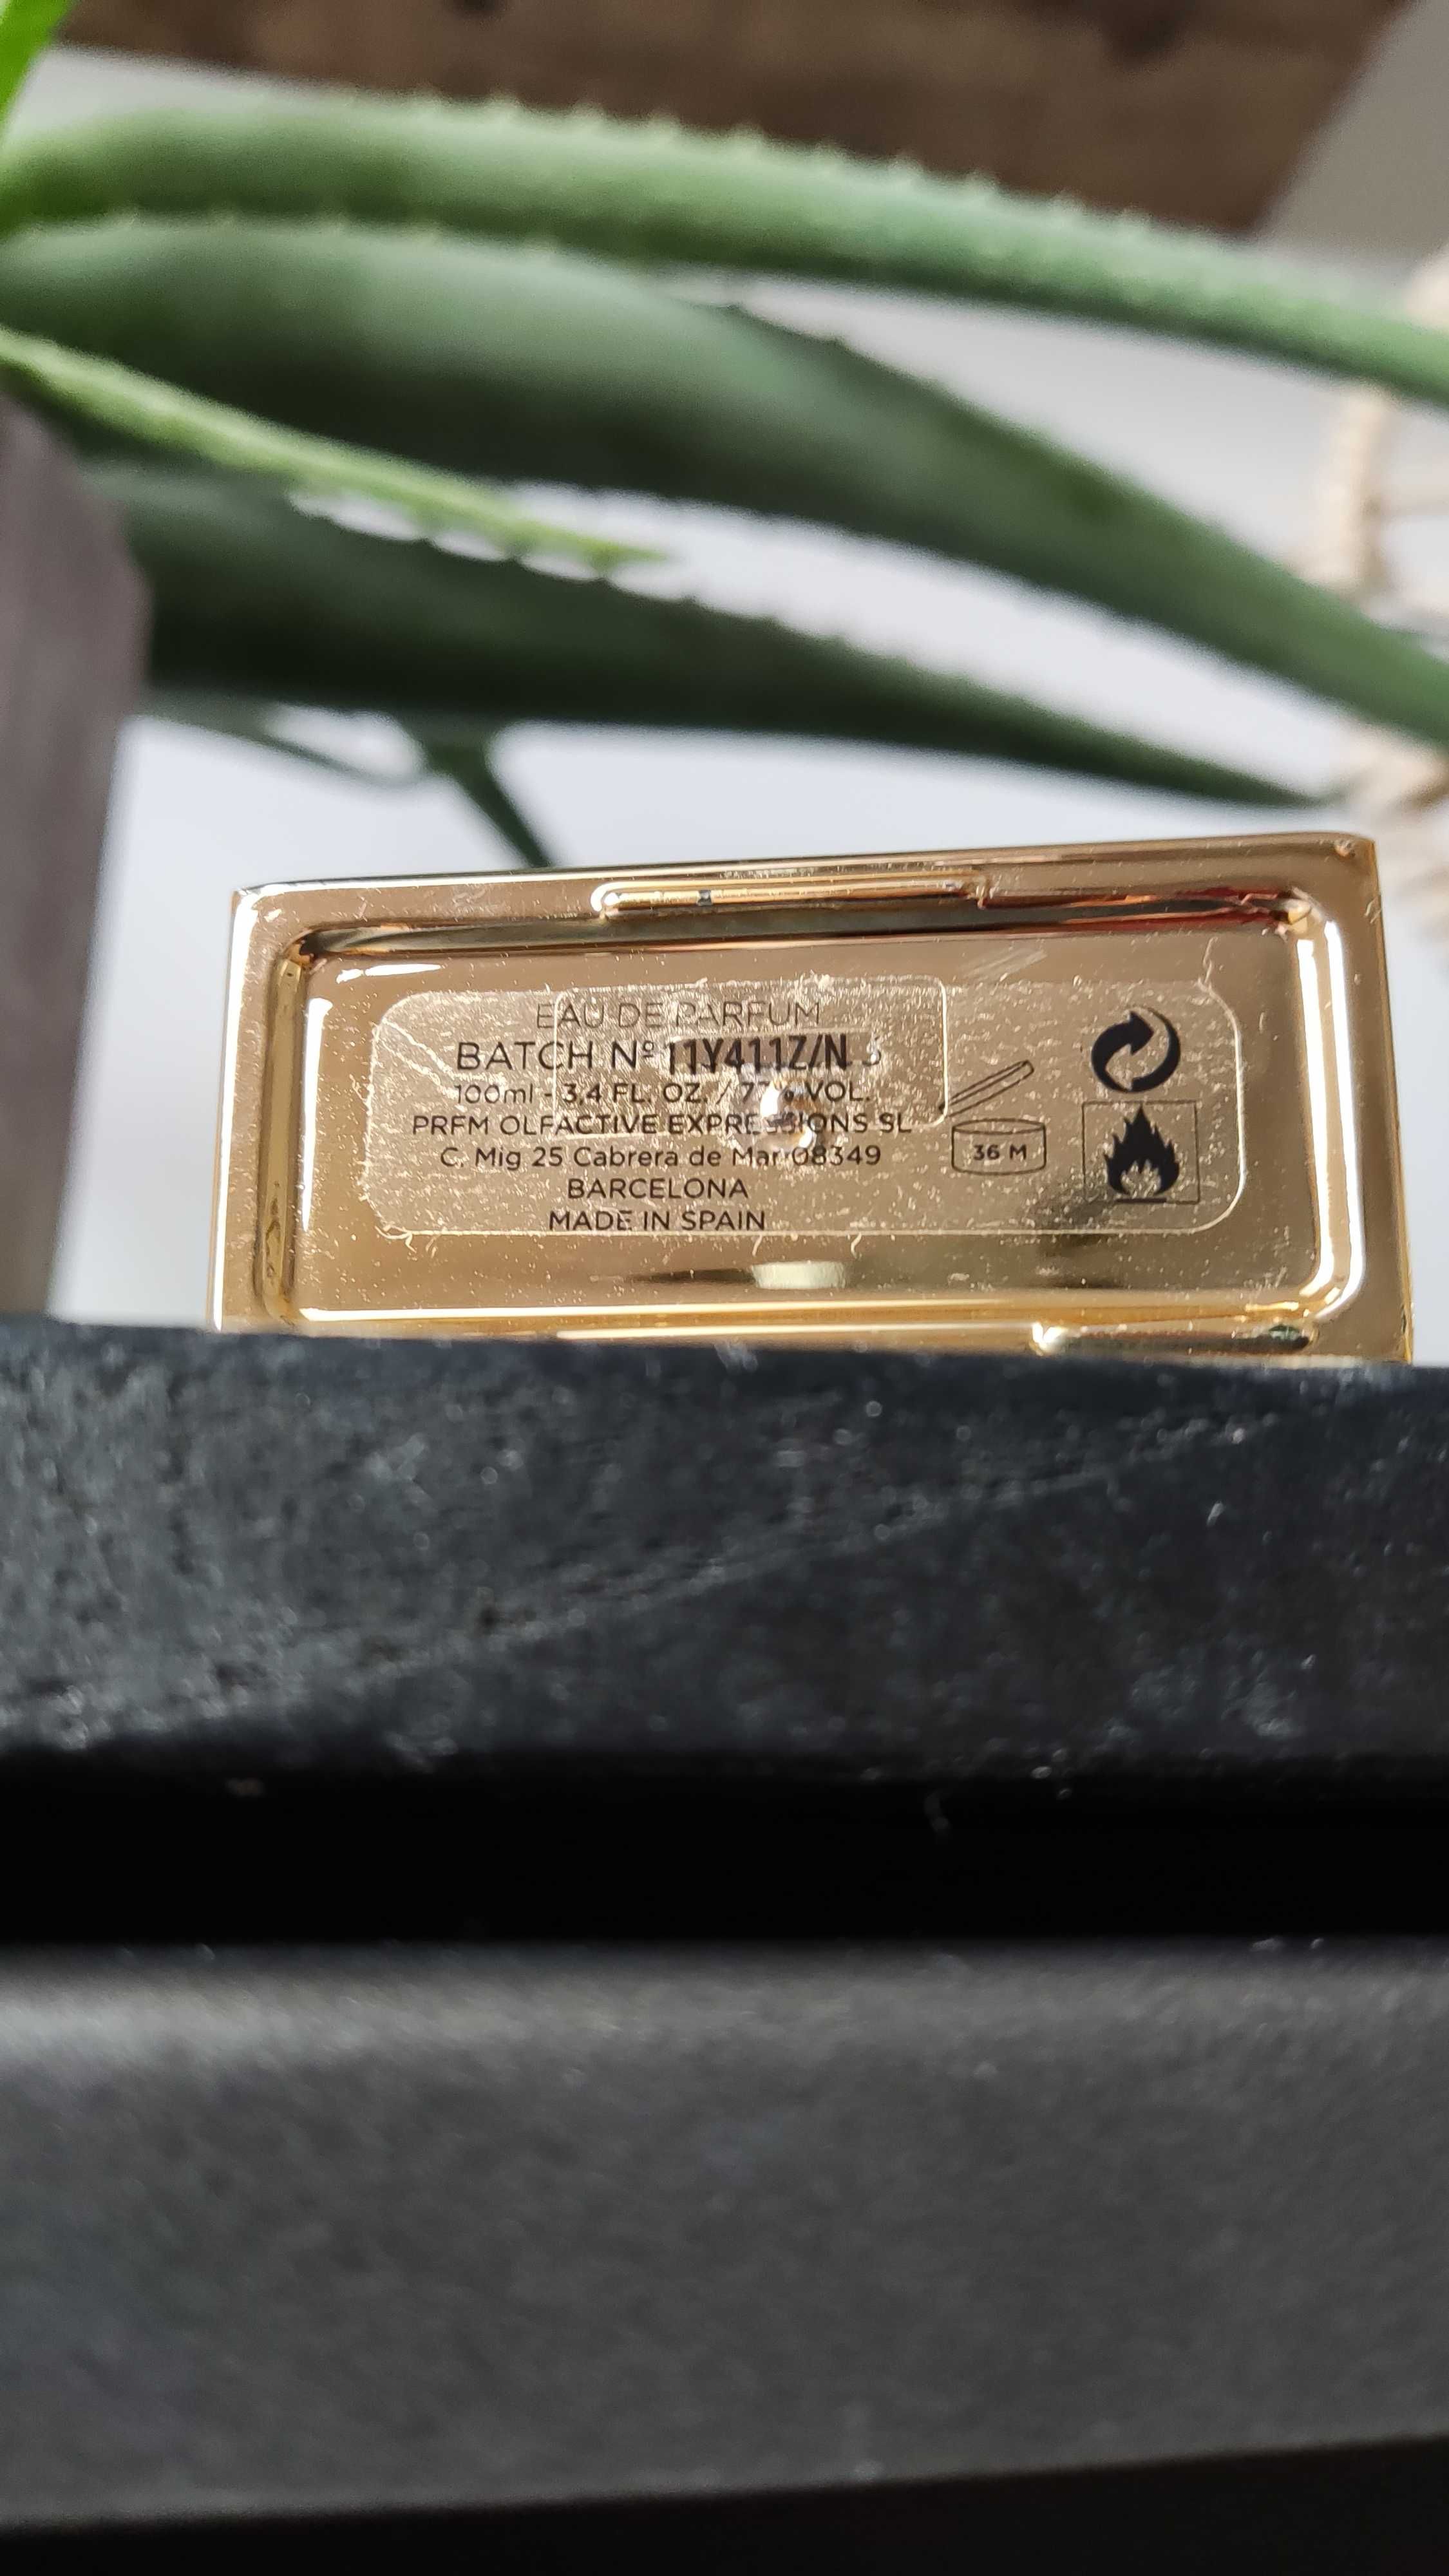 EAU DE PARFUM
BATCH Nº 11Y411Z/N
100ml - 3,4 FL. OZ. / VOL.
PRFM OLFACTIVE EXPRESSIONS SL
C. Mig 25 Cabrera de Mar 08349
BARCELONA
MADE IN SPAIN
36 M